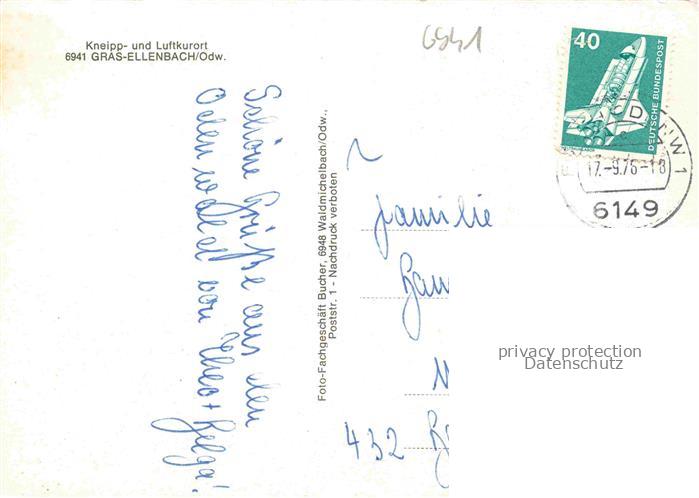 Kneipp- und Luftkurort
6941 GRAS-ELLENBACH/Odw.
6941
40
DEUTSCHE BUNDESPOST
17.-9.76-18
6149
Schöne Grüße aus den
Odenwald von Theo + Helga!
Foto-Fachgeschäft Bucher, 6948 Waldmichelbach/Odw.,
Poststr. 1 - Nachdruck verboten
Familie
432
privacy protection
Datenschutz